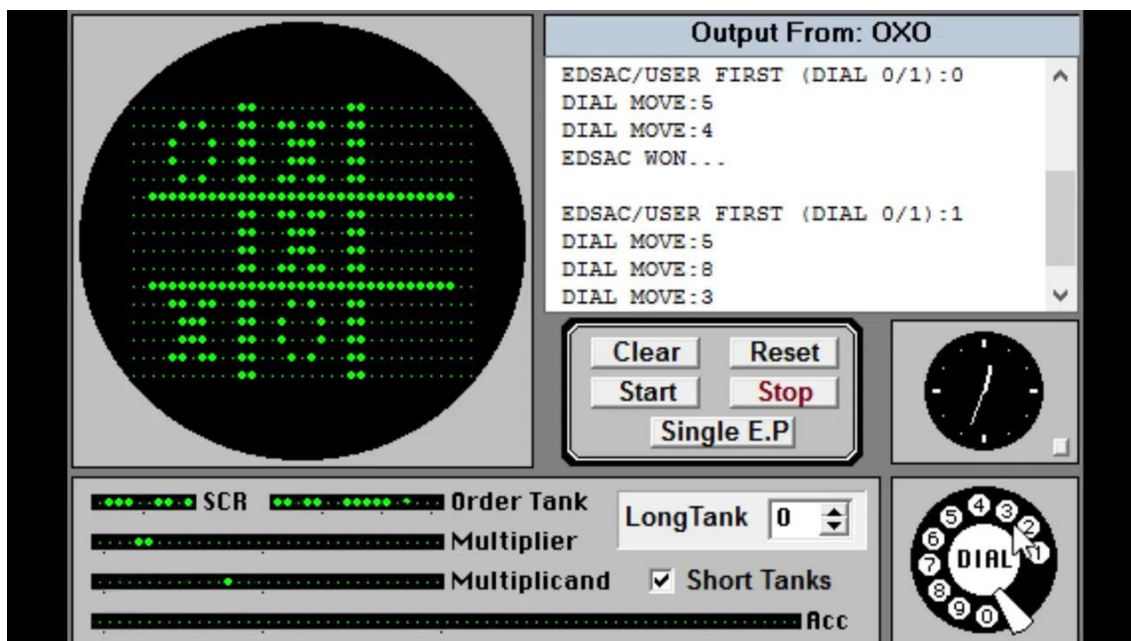 Output From: OXO
EDSAC/USER FIRST (DIAL 0/1):0
DIAL MOVE:5
DIAL MOVE:4
EDSAC WON...
EDSAC/USER FIRST (DIAL 0/1):1
DIAL MOVE:5
DIAL MOVE:8
DIAL MOVE:3
Clear Reset
Start Stop
Single E.P
SCR Order Tank
Multiplier
Multiplicand
Acc
LongTank 0
Short Tanks
1
2
3
4
5
6
7
8
9
0
DIAL